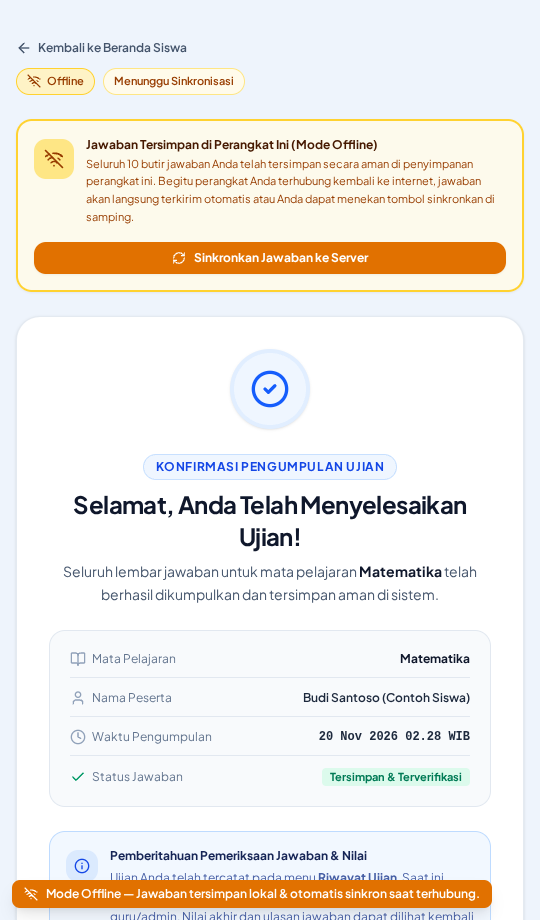 Kembali ke Beranda Siswa
Offline
Menunggu Sinkronisasi
Jawaban Tersimpan di Perangkat Ini (Mode Offline)
Seluruh 10 butir jawaban Anda telah tersimpan secara aman di penyimpanan
perangkat ini. Begitu perangkat Anda terhubung kembali ke internet, jawaban
akan langsung terkirim otomatis atau Anda dapat menekan tombol sinkronkan di
samping.
Sinkronkan Jawaban ke Server
KONFIRMASI PENGUMPULAN UJIAN
Selamat, Anda Telah Menyelesaikan
Ujian!
Seluruh lembar jawaban untuk mata pelajaran Matematika telah
berhasil dikumpulkan dan tersimpan aman di sistem.
Mata Pelajaran Matematika
Nama Peserta Budi Santoso (Contoh Siswa)
Waktu Pengumpulan 20 Nov 2026 02.28 WIB
Status Jawaban Tersimpan & Terverifikasi
Pemberitahuan Pemeriksaan Jawaban & Nilai
Ujian Anda telah tercatat pada menu Riwayat Ujian. Saat ini
Mode Offline — Jawaban tersimpan lokal & otomatis sinkron saat terhubung.
guru/admin. Nilai akhir dan ulasan jawaban dapat dilihat kembali